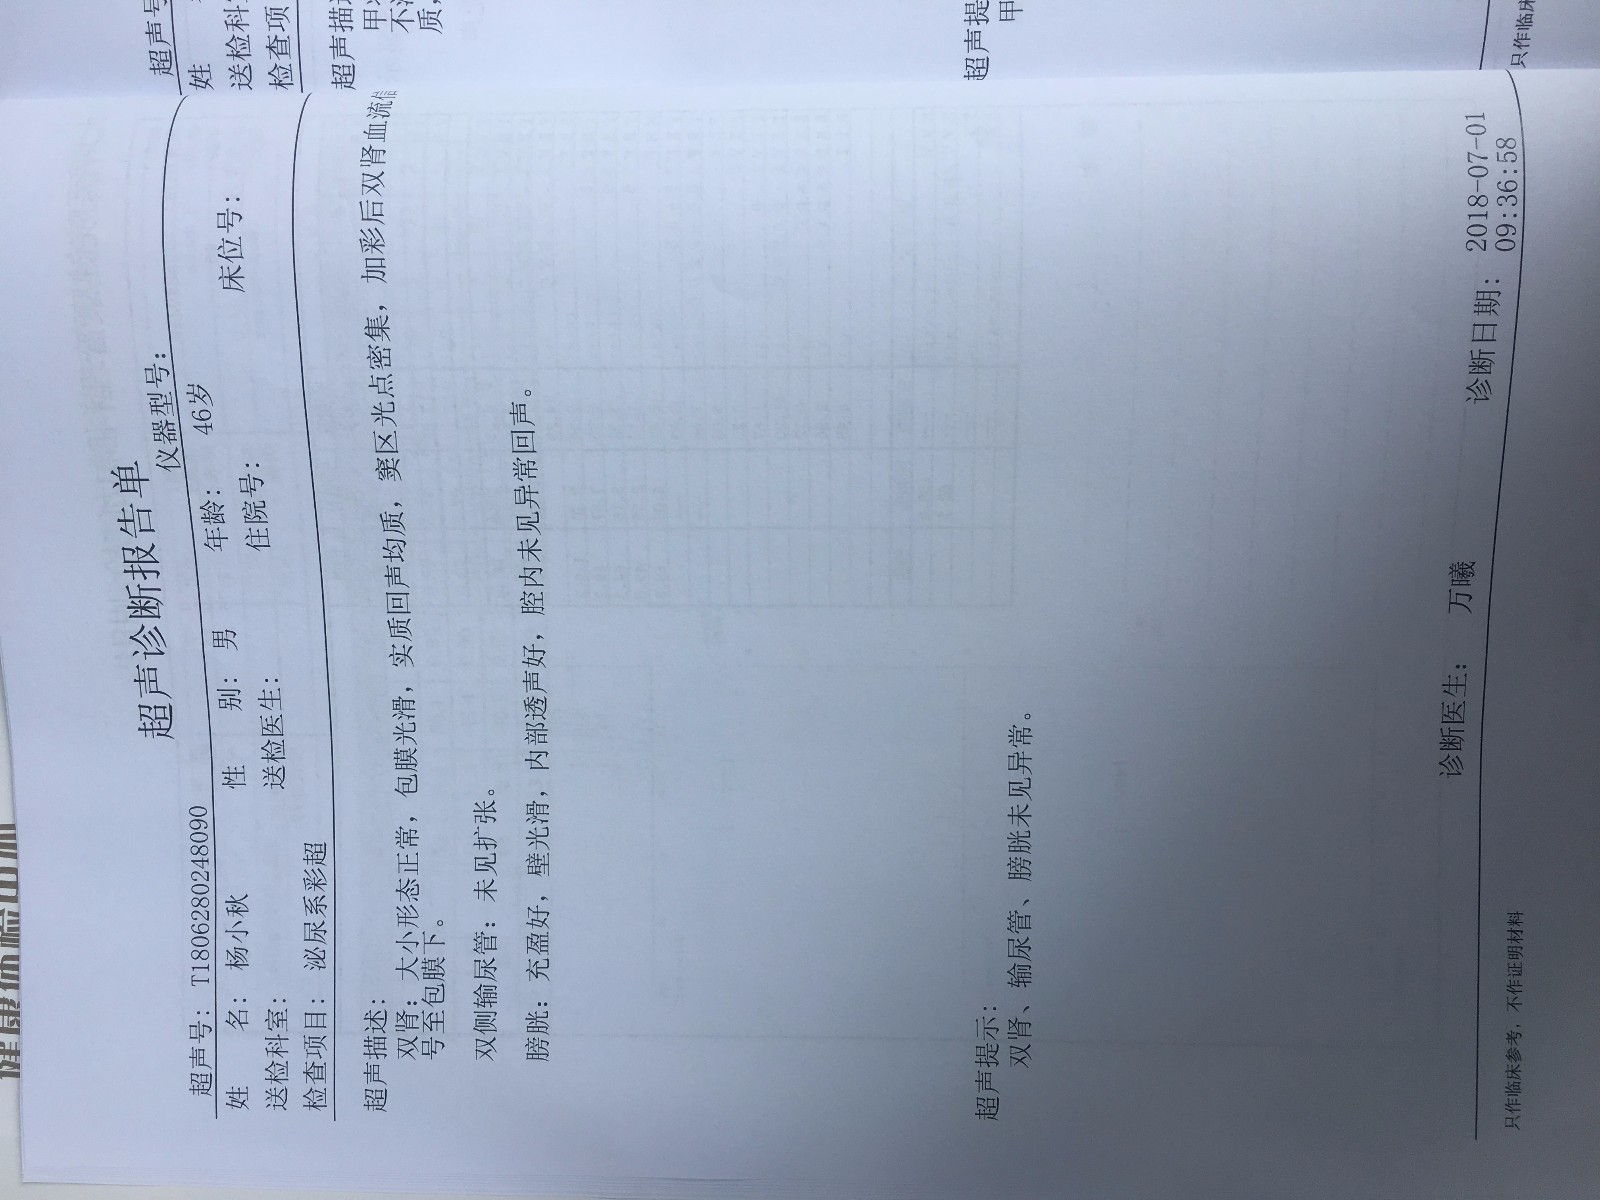 超声诊断报告单
仪器型号：
超声号：T180628024809​0
姓 名：杨小秋 性 别：男 年龄：46岁
送检科室： 送检医生： 住院号： 床位号：
检查项目：泌尿系彩超
超声描述：
双肾：大小形态正常，包膜光滑，实质回声均质，窦区光点密集，加彩后双肾血流信
号至包膜下。
双侧输尿管：未见扩张。
膀胱：充盈好，壁光滑，内部透声好，腔内未见异常回声。
超声提示：
双肾、输尿管、膀胱未见异常。
诊断医生：万曦 诊断日期：2018-07-01
09:36:58
只作临床参考，不作证明材料
超声号
姓
送检科室
检查项
超声描述
甲
不
质，
超声提
甲
只作临床